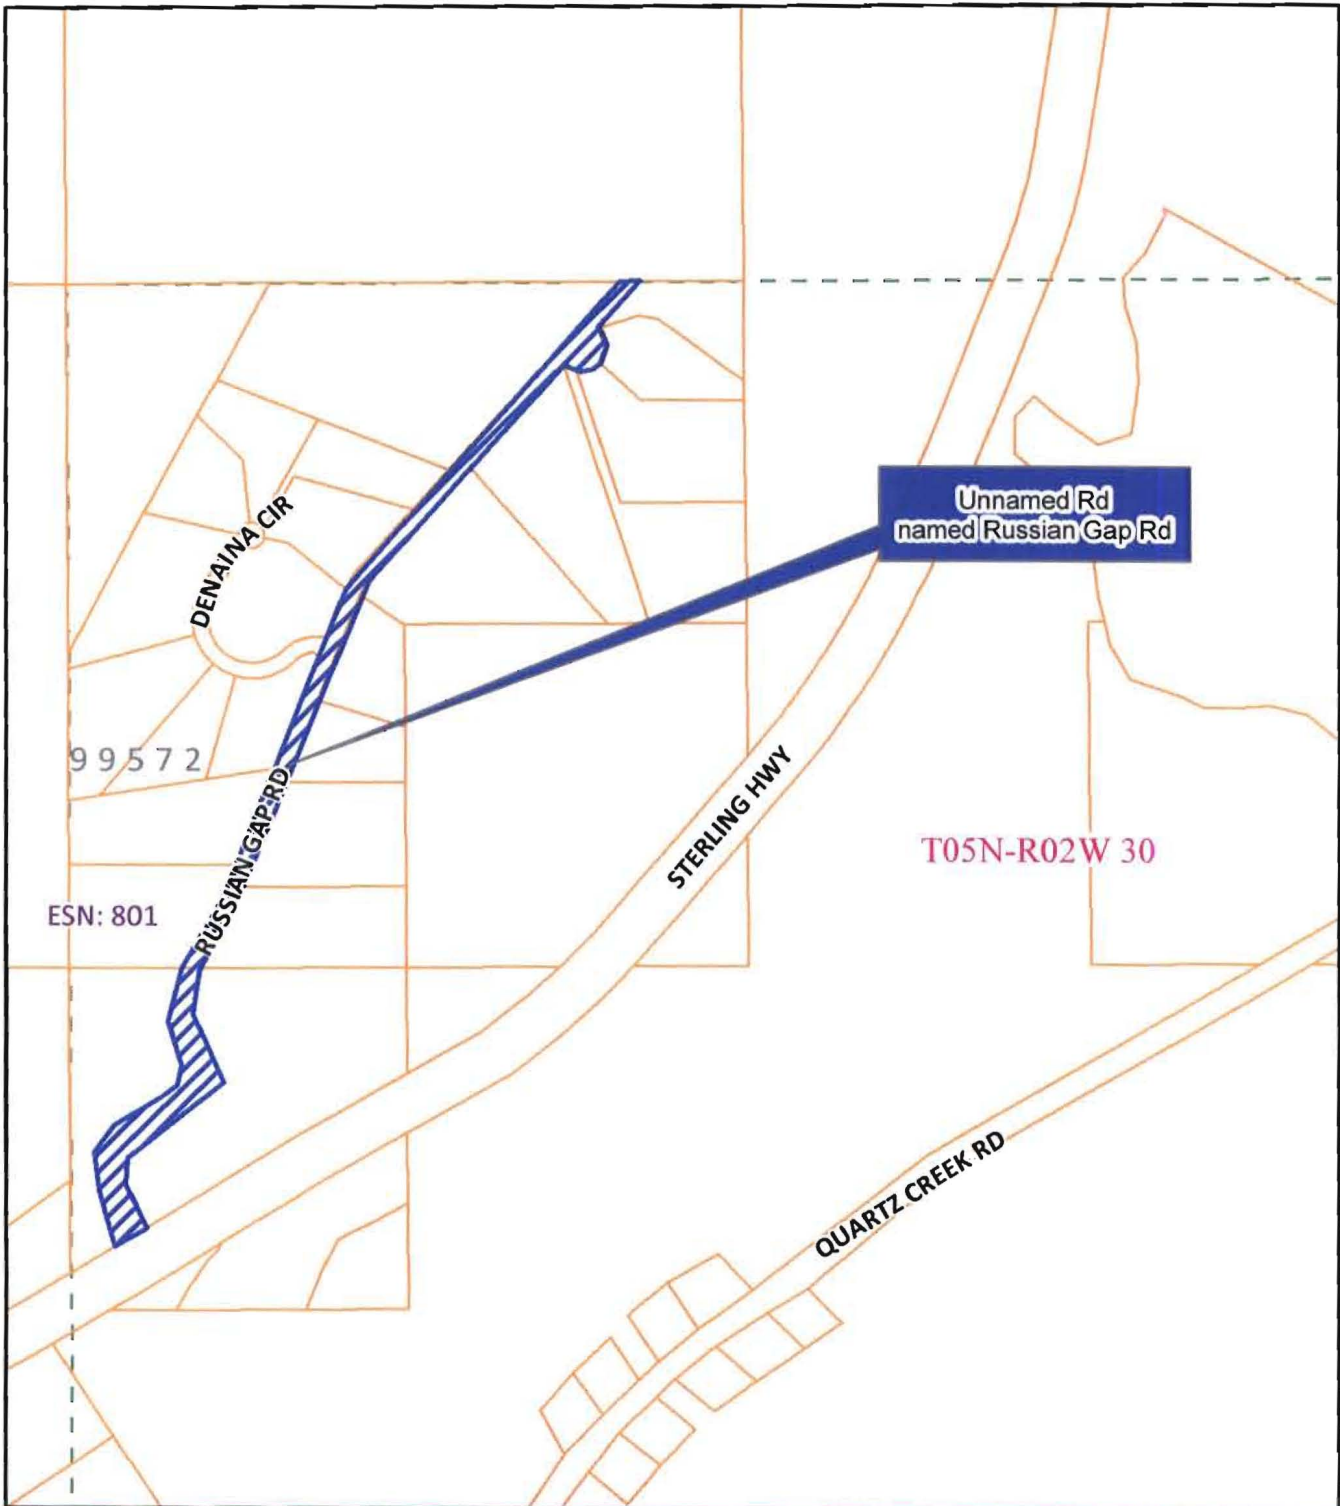 Unnamed Rd
named Russian Gap Rd
DENAINA CIR
99572
RUSSIAN GAP RD
STERLING HWY
T05N-R02W 30
ESN: 801
QUARTZ CREEK RD